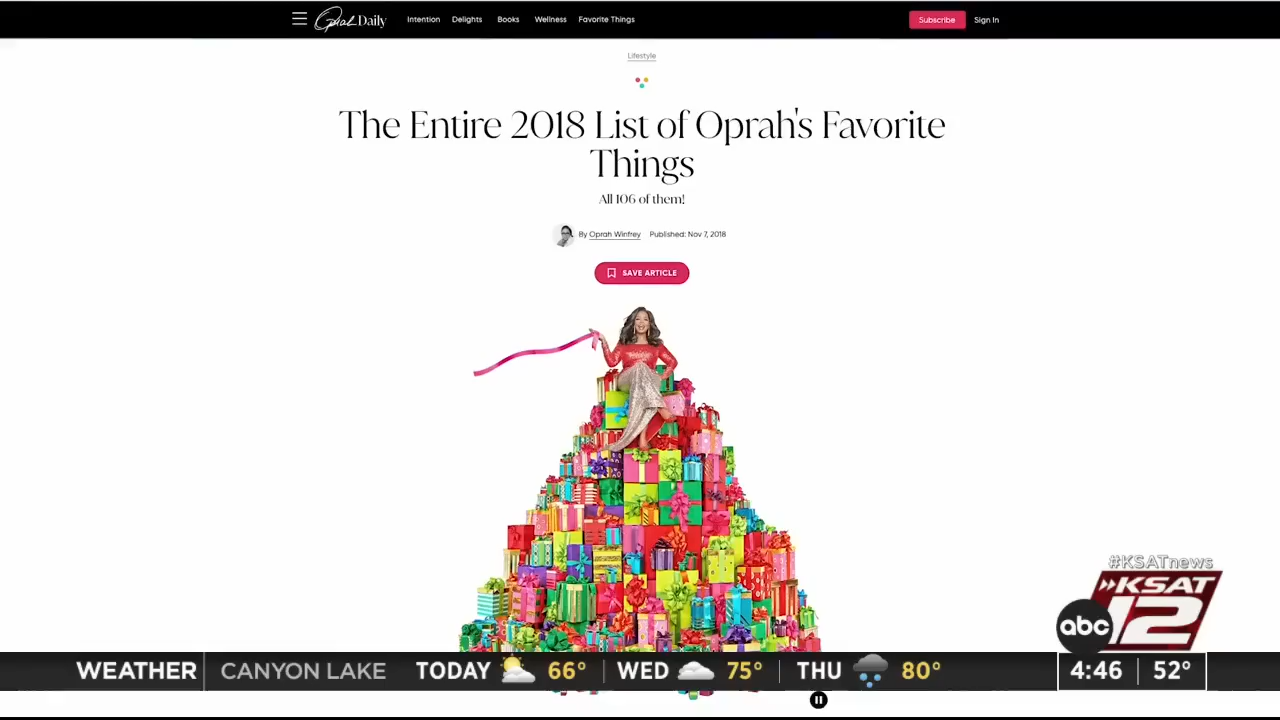 Oprah Daily
Intention
Delights
Books
Wellness
Favorite Things
Subscribe
Sign In
Lifestyle
The Entire 2018 List of Oprah's Favorite
Things
All 106 of them!
By Oprah Winfrey Published: Nov 7, 2018
SAVE ARTICLE
#KSATnews
KSAT
abc 12
WEATHER CANYON LAKE TODAY 66° WED 75° THU 80° 4:46 52°